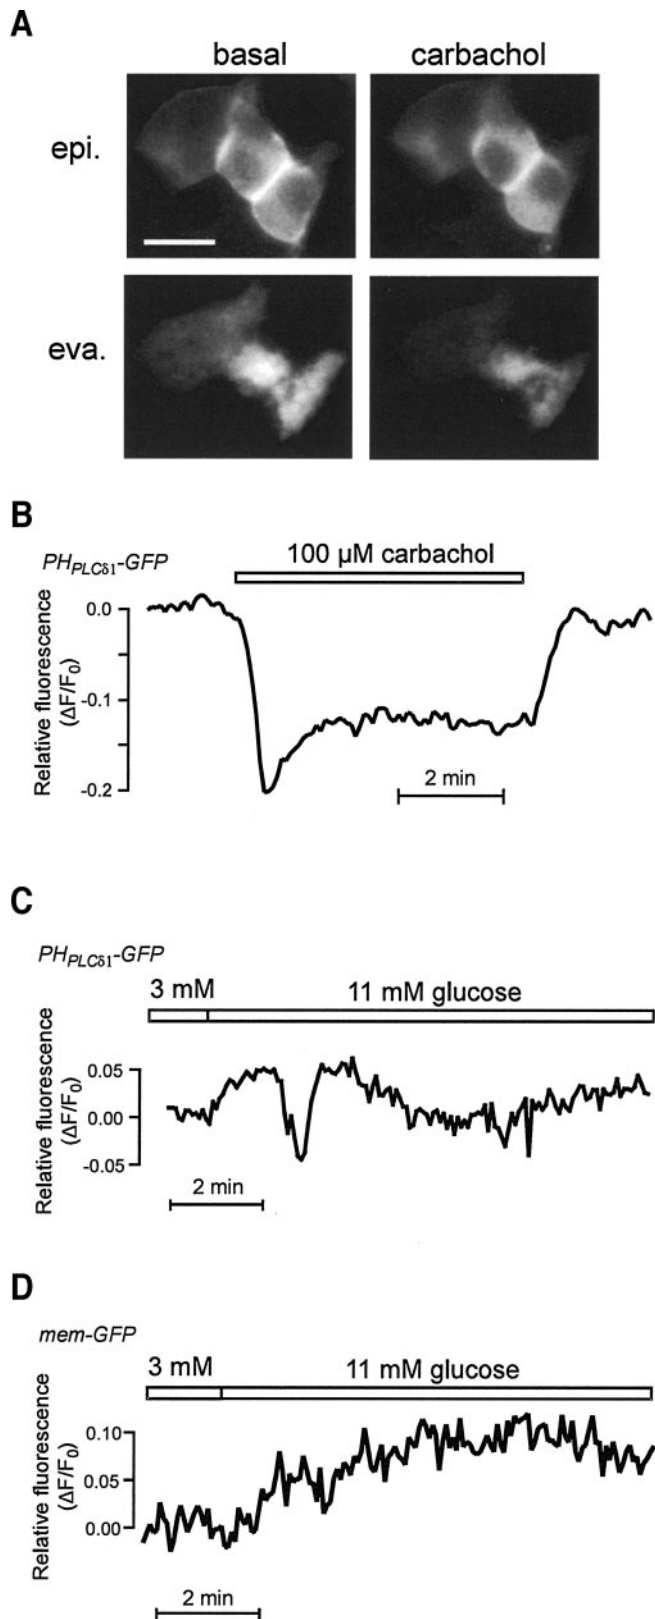 A
basal carbachol
epi.
eva.
B
PH_PLCδ1-GFP
100 µM carbachol
Relative fluorescence
(ΔF/F₀)
0.0
-0.1
-0.2
2 min
C
PH_PLCδ1-GFP
3 mM 11 mM glucose
Relative fluorescence
(ΔF/F₀)
0.05
0.00
-0.05
2 min
D
mem-GFP
3 mM 11 mM glucose
Relative fluorescence
(ΔF/F₀)
0.10
0.05
0.00
2 min